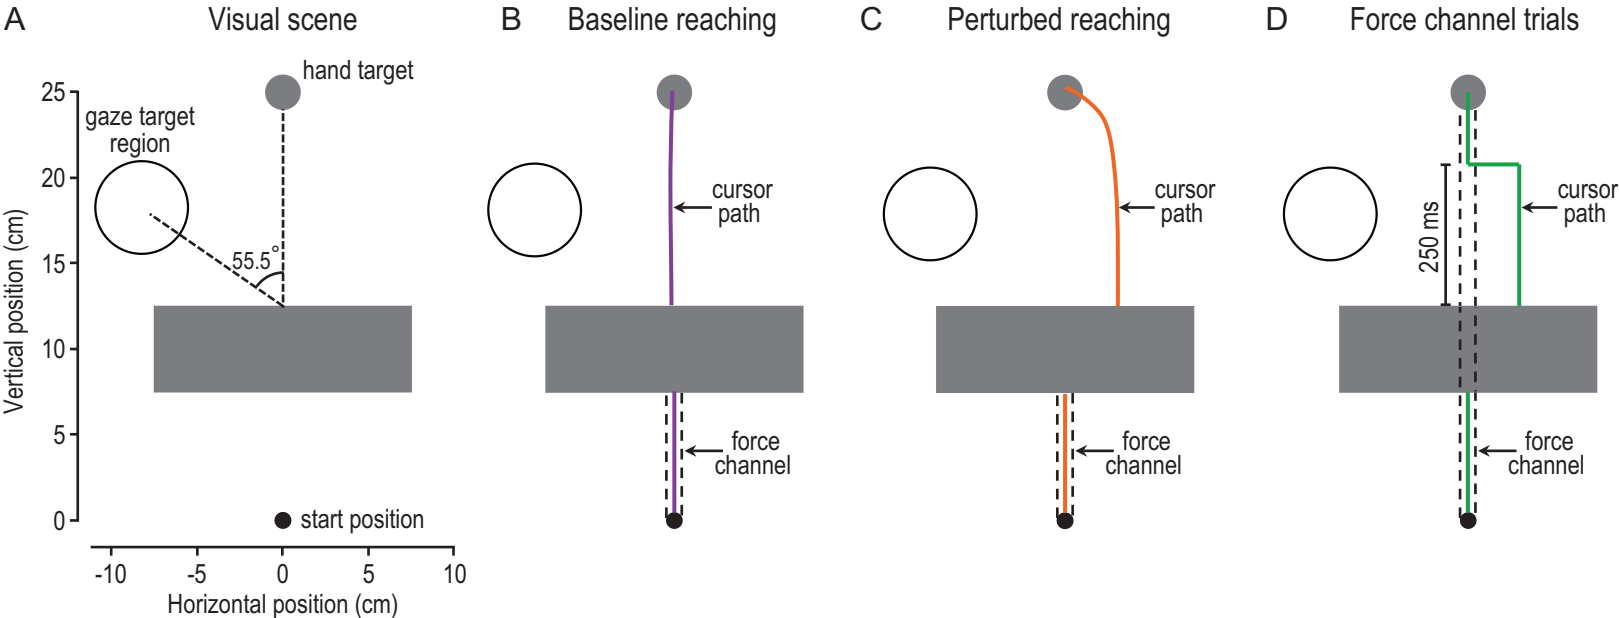 A
Visual scene
hand target
gaze target
region
55.5°
start position
25
20
15
10
5
0
Vertical position (cm)
-10
-5
0
5
10
Horizontal position (cm)
B
Baseline reaching
cursor
path
force
channel
C
Perturbed reaching
cursor
path
force
channel
D
Force channel trials
250 ms
cursor
path
force
channel